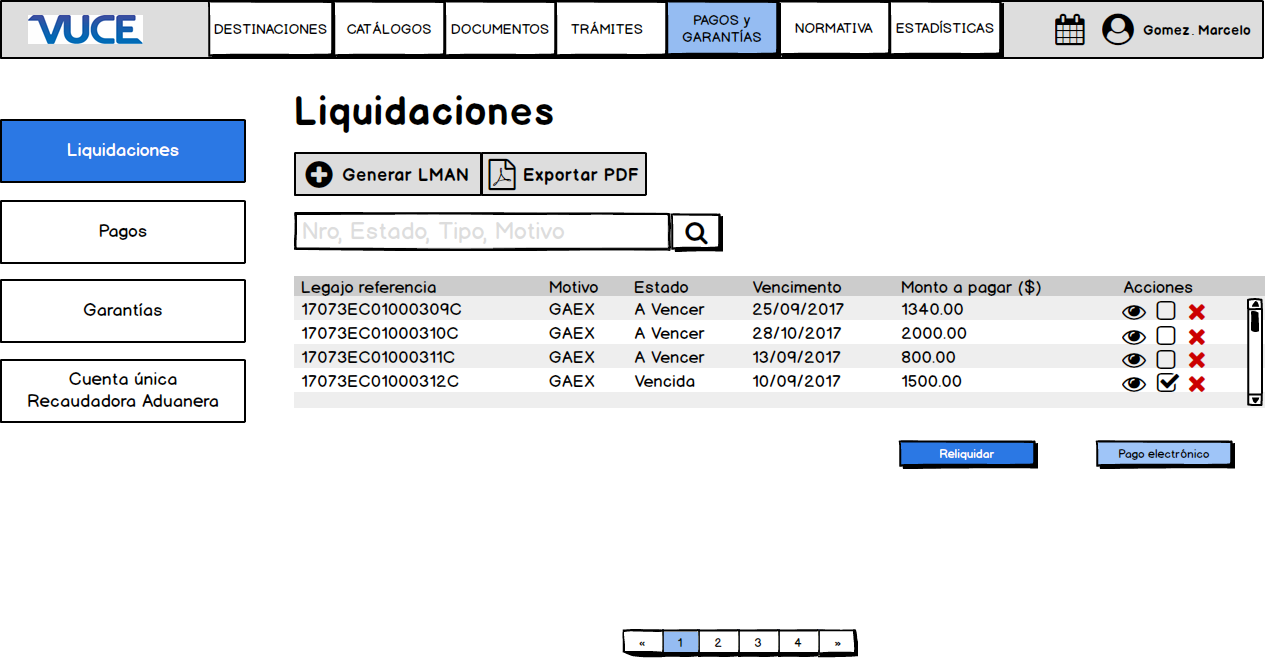 VUCE
DESTINACIONES
CATÁLOGOS
DOCUMENTOS
TRÁMITES
PAGOS y
GARANTÍAS
NORMATIVA
ESTADÍSTICAS
Gomez. Marcelo
Liquidaciones
Pagos
Garantías
Cuenta única
Recaudadora Aduanera
Liquidaciones
Generar LMAN
Exportar PDF
Nro, Estado, Tipo, Motivo
Legajo referencia Motivo Estado Vencimento Monto a pagar ($) Acciones
17073EC01000309C GAEX A Vencer 25/09/2017 1340.00
17073EC01000310C GAEX A Vencer 28/10/2017 2000.00
17073EC01000311C GAEX A Vencer 13/09/2017 800.00
17073EC01000312C GAEX Vencida 10/09/2017 1500.00
Reliquidar
Pago electrónico
« 1 2 3 4 »